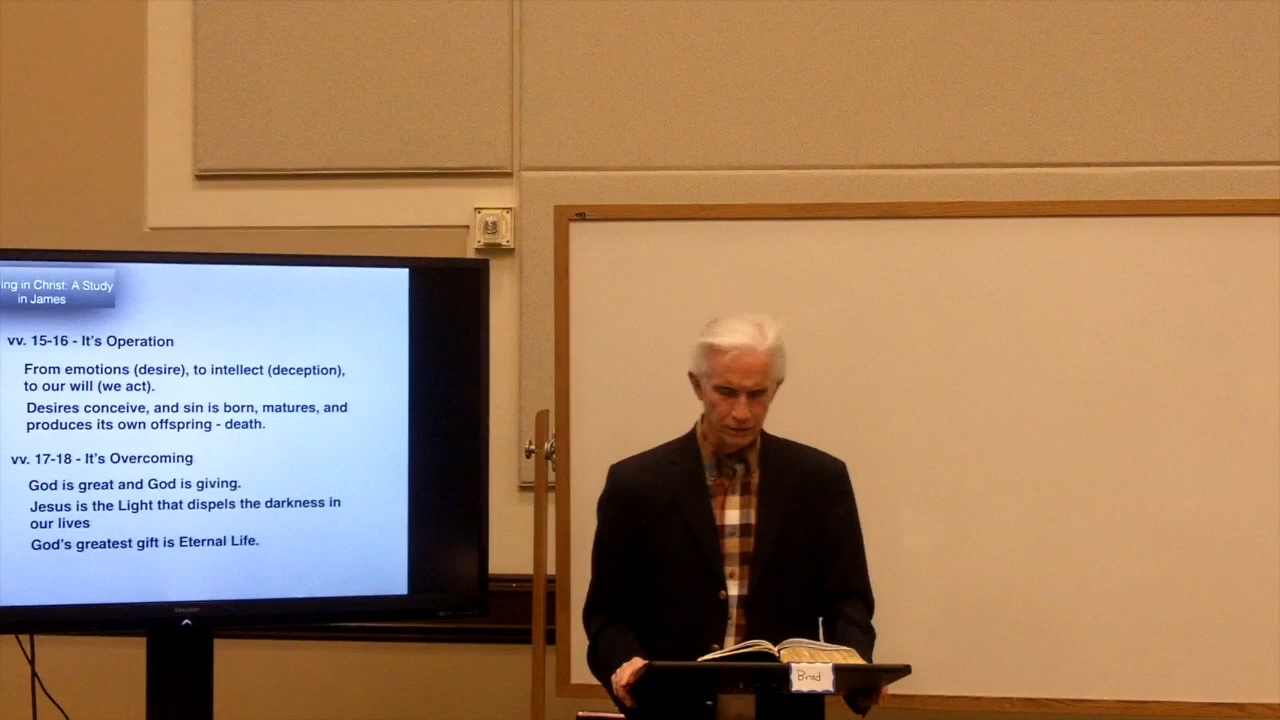 ing in Christ: A Study
in James
vv. 15-16 - It's Operation
From emotions (desire), to intellect (deception),
to our will (we act).
Desires conceive, and sin is born, matures, and
produces its own offspring - death.
vv. 17-18 - It's Overcoming
God is great and God is giving.
Jesus is the Light that dispels the darkness in
our lives
God's greatest gift is Eternal Life.
Brad